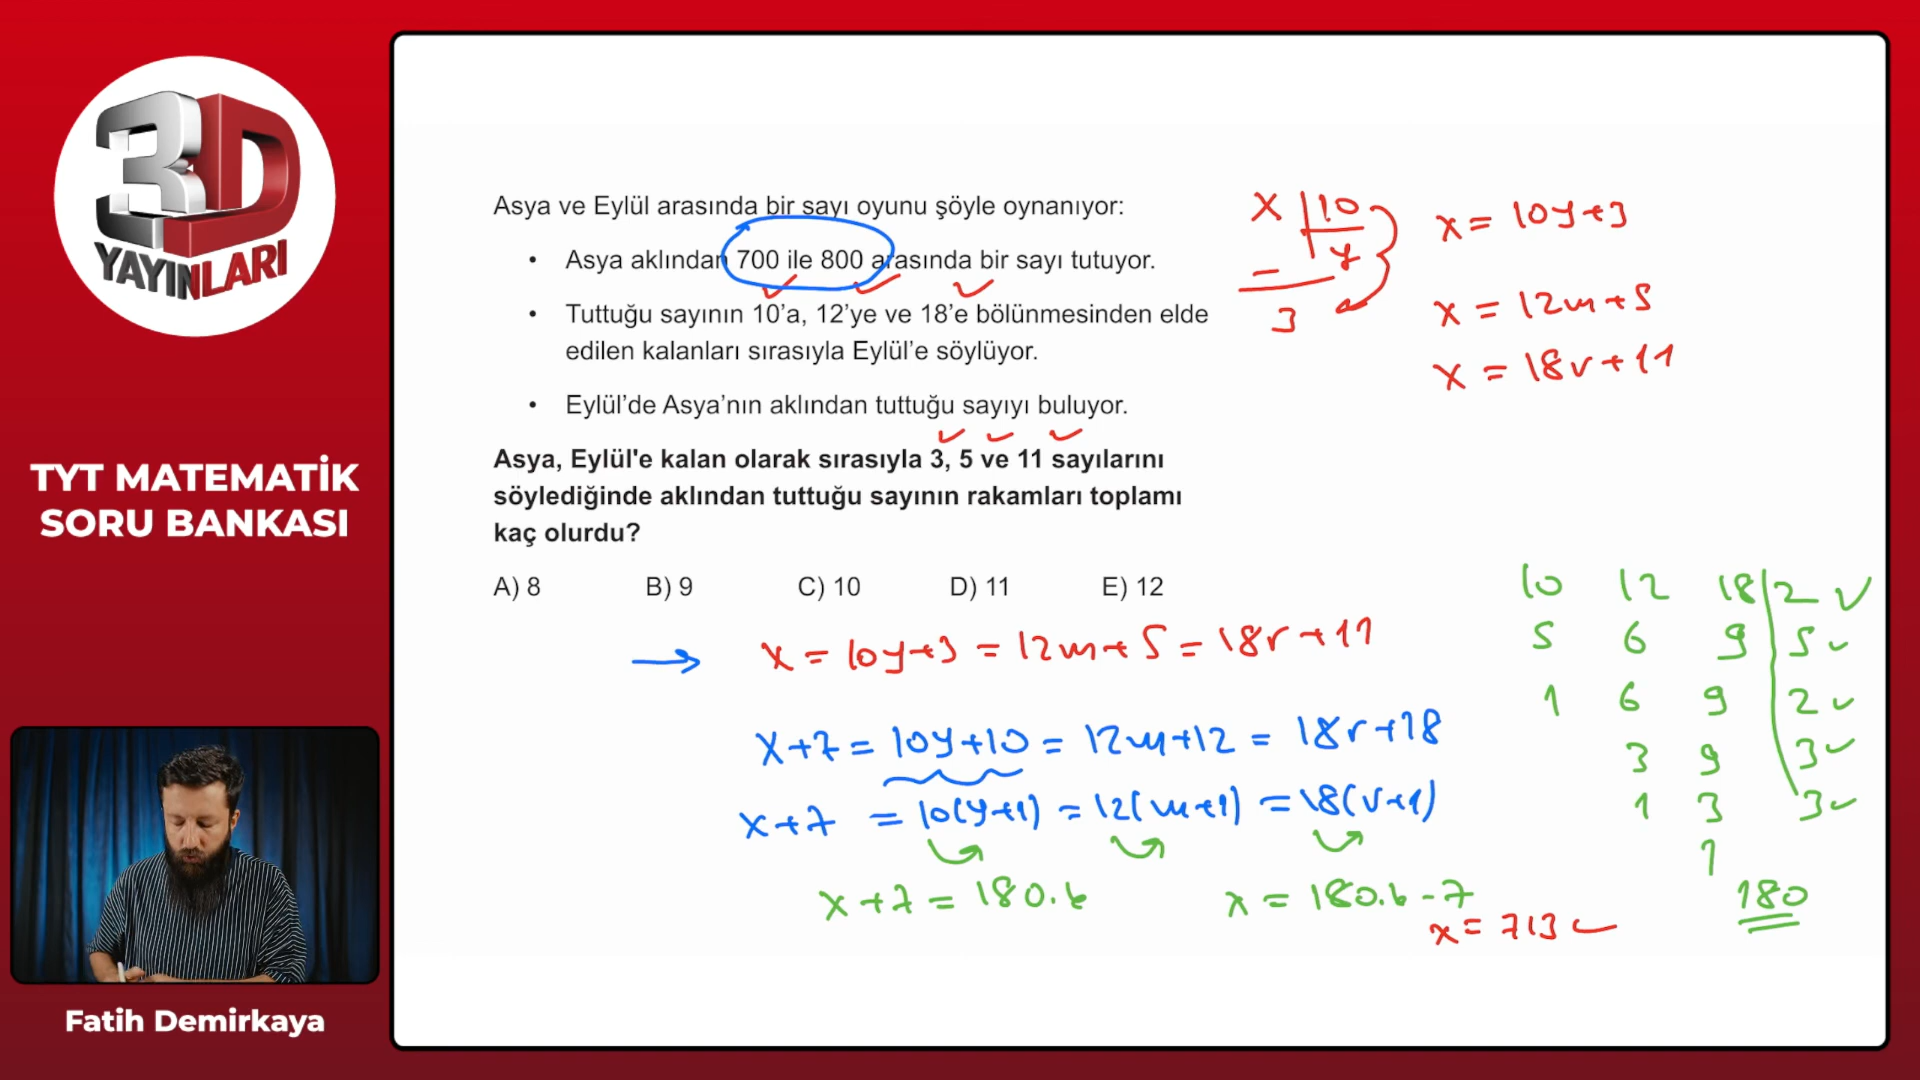 3D
YAYINLARI
TYT MATEMATİK
SORU BANKASI
Fatih Demirkaya
Asya ve Eylül arasında bir sayı oyunu şöyle oynanıyor:
• Asya aklından 700 ile 800 arasında bir sayı tutuyor.
• Tuttuğu sayının 10'a, 12'ye ve 18'e bölünmesinden elde
edilen kalanları sırasıyla Eylül'e söylüyor.
• Eylül'de Asya'nın aklından tuttuğu sayıyı buluyor.
Asya, Eylül'e kalan olarak sırasıyla 3, 5 ve 11 sayılarını
söylediğinde aklından tuttuğu sayının rakamları toplamı
kaç olurdu?
A) 8 B) 9 C) 10 D) 11 E) 12
x 10
y
3
x = 10y+3
x = 12m+5
x = 18r+11
x = 10y+3 = 12m+5 = 18r+11
x+7 = 10y+10 = 12m+12 = 18r+18
x+7 = 10(y+1) = 12(m+1) = 18(r+1)
x+7 = 180.k x = 180.k-7
x = 713
10 12 18 2
5 6 9 5
1 6 9 2
3 9 3
1 3 3
1
180